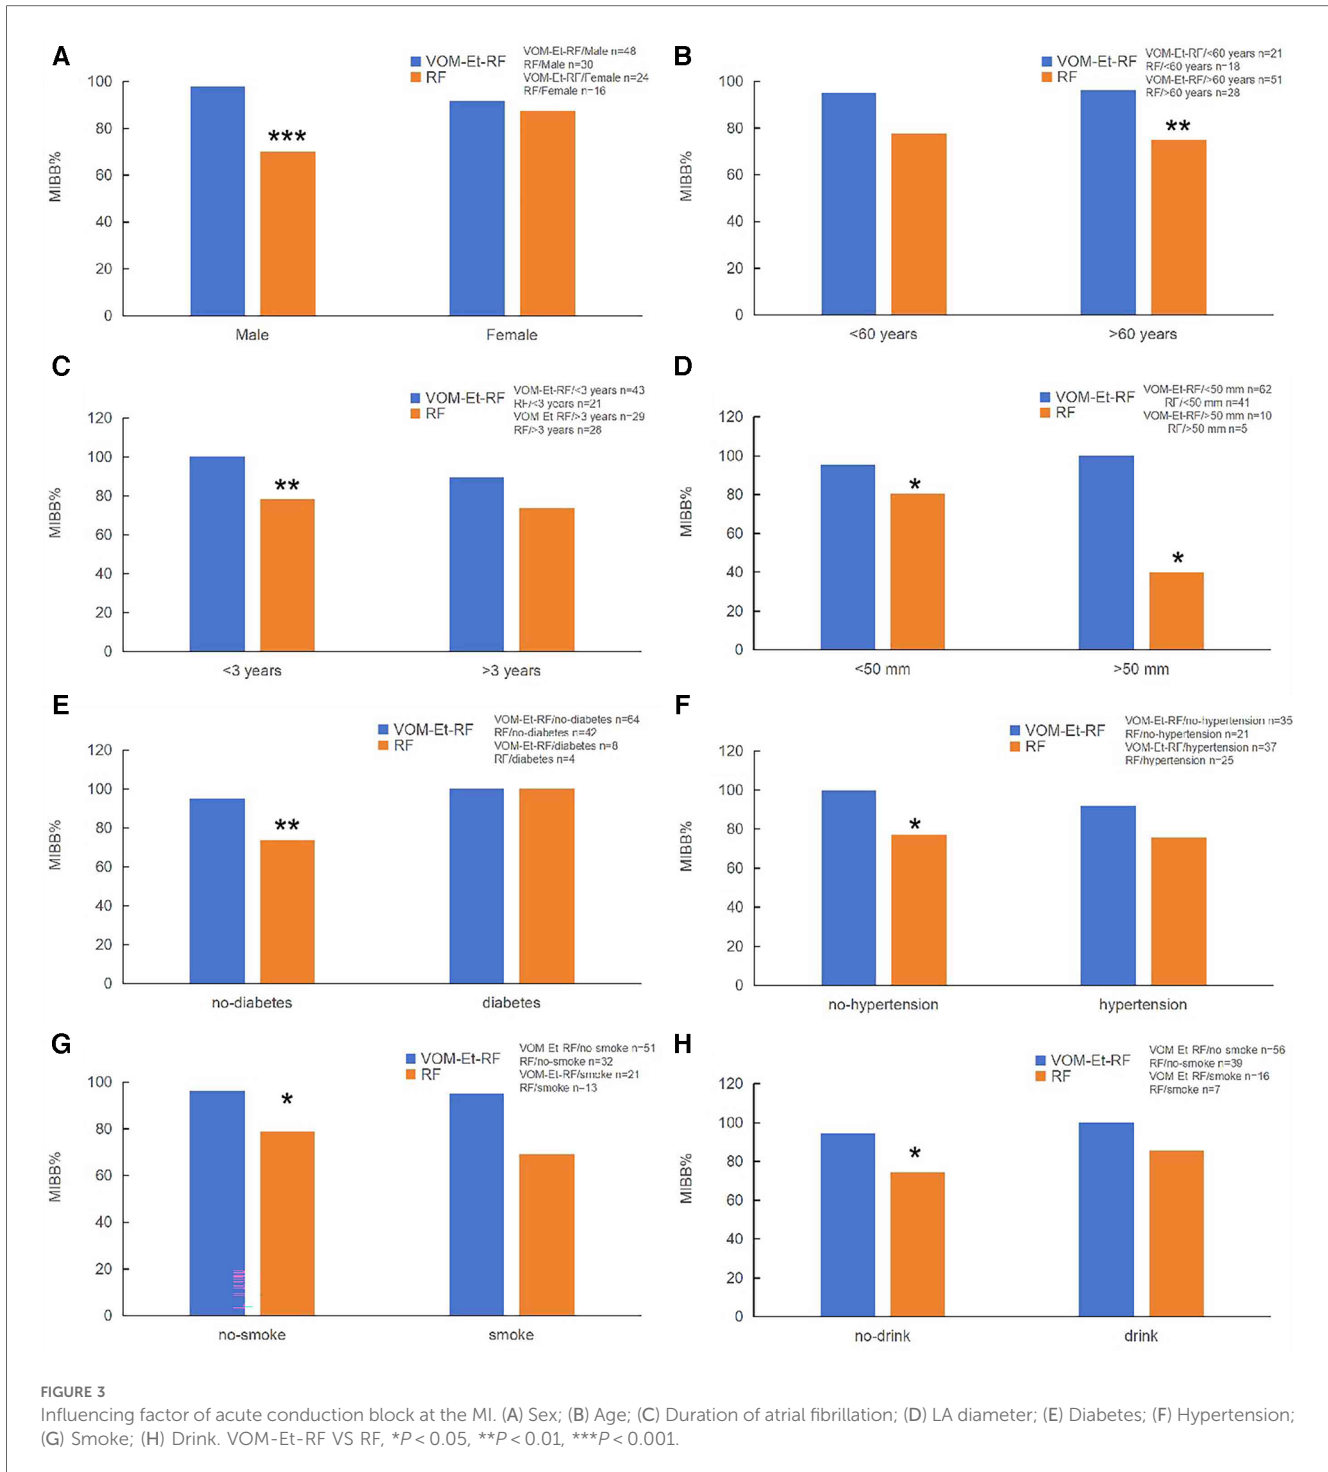 A
VOM-Et-RF
RF
VOM-Et-RF/Male n=48
RF/Male n=30
VOM-Et-RF/Female n=24
RF/Female n=16
MIBB%
100
80
60
40
20
0
Male
Female
B
VOM-Et-RF
RF
VOM-Et-RF/<60 years n=21
RF/<60 years n=18
VOM-Et-RF/>60 years n=51
RF/>60 years n=28
MIBB%
100
80
60
40
20
0
**
<60 years
>60 years
***
C
VOM-Et-RF
RF
VOM-Et-RF/<3 years n=43
RF/<3 years n=21
VOM-Et-RF/>3 years n=29
RF/>3 years n=28
MIBB%
120
100
80
60
40
20
0
**
<3 years
>3 years
D
VOM-Et-RF
RF
VOM-Et-RF/<50 mm n=62
RF/<50 mm n=41
VOM-Et-RF/>50 mm n=10
RF/>50 mm n=5
MIBB%
120
100
80
60
40
20
0
*
*
<50 mm
>50 mm
E
VOM-Et-RF
RF
VOM-Et-RF/no-diabetes n=64
RF/no-diabetes n=42
VOM-Et-RF/diabetes n=8
RF/diabetes n=4
MIBB%
120
100
80
60
40
20
0
**
no-diabetes
diabetes
F
VOM-Et-RF
RF
VOM-Et-RF/no-hypertension n=35
RF/no-hypertension n=21
VOM-Et-RF/hypertension n=37
RF/hypertension n=25
MIBB%
120
100
80
60
40
20
0
*
no-hypertension
hypertension
G
VOM-Et-RF
RF
VOM-Et-RF/no smoke n=51
RF/no-smoke n=32
VOM-Et-RF/smoke n=21
RF/smoke n=13
MIBB%
100
80
60
40
20
0
*
no-smoke
smoke
H
VOM-Et-RF
RF
VOM Et RF/no smoke n=56
RF/no-smoke n=39
VOM Et RF/smoke n=16
RF/smoke n=7
MIBB%
120
100
80
60
40
20
0
*
no-drink
drink
FIGURE 3
Influencing factor of acute conduction block at the MI. (A) Sex; (B) Age; (C) Duration of atrial fibrillation; (D) LA diameter; (E) Diabetes; (F) Hypertension;
(G) Smoke; (H) Drink. VOM-Et-RF VS RF, *P < 0.05, **P < 0.01, ***P < 0.001.